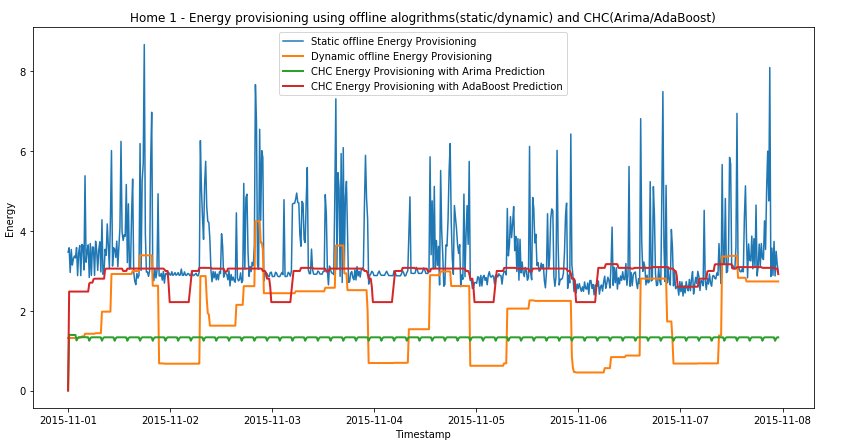 Home 1 - Energy provisioning using offline alogrithms(static/dynamic) and CHC(Arima/AdaBoost)
Static offline Energy Provisioning
Dynamic offline Energy Provisioning
CHC Energy Provisioning with Arima Prediction
CHC Energy Provisioning with AdaBoost Prediction
8
6
4
2
0
Energy
2015-11-01 2015-11-02 2015-11-03 2015-11-04 2015-11-05 2015-11-06 2015-11-07 2015-11-08
Timestamp